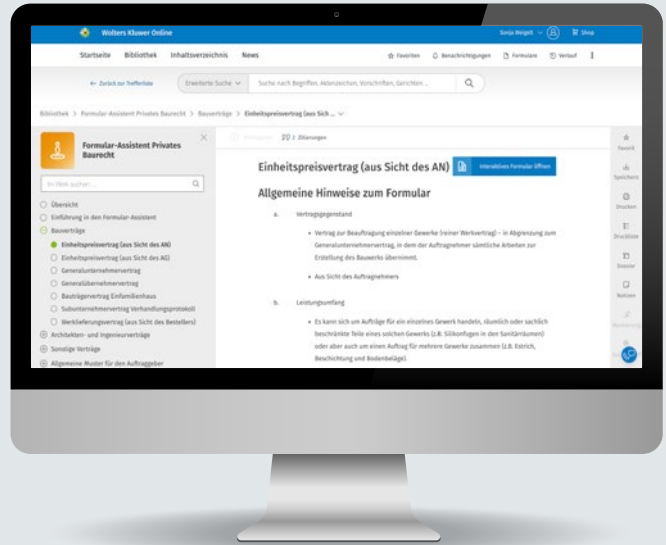 Wolters Kluwer Online
Sonja Weigelt
Shop
Startseite Bibliothek Inhaltsverzeichnis News
Favoriten Benachrichtigungen Formulare Verlauf
Zurück zur Trefferliste
Erweiterte Suche
Suche nach Begriffen, Aktenzeichen, Vorschriften, Gerichten ...
Bibliothek > Formular-Assistent Privates Baurecht > Bauverträge > Einheitspreisvertrag (aus Sich ...
Formular-Assistent Privates
Baurecht
Im Werk suchen ...
Übersicht
Einführung in den Formular-Assistent
Bauverträge
Einheitspreisvertrag (aus Sicht des AN)
Einheitspreisvertrag (aus Sicht des AG)
Generalunternehmervertrag
Generalübernehmervertrag
Bauträgervertrag Einfamilienhaus
Subunternehmervertrag Verhandlungsprotokoll
Werklieferungsvertrag (aus Sicht des Bestellers)
Architekten- und Ingenieurverträge
Sonstige Verträge
Allgemeine Muster für den Auftraggeber
2 Zitierungen
Einheitspreisvertrag (aus Sicht des AN)
Interaktives Formular öffnen
Allgemeine Hinweise zum Formular
a. Vertragsgegenstand
• Vertrag zur Beauftragung einzelner Gewerke (reiner Werkvertrag) – in Abgrenzung zum
Generalunternehmervertrag, in dem der Auftragnehmer sämtliche Arbeiten zur
Erstellung des Bauwerks übernimmt.
• Aus Sicht des Auftragnehmers
b. Leistungsumfang
• Es kann sich um Aufträge für ein einzelnes Gewerk handeln, räumlich oder sachlich
beschränkte Teile eines solchen Gewerks (z.B. Silikonfugen in den Sanitärräumen)
oder aber auch um einen Auftrag für mehrere Gewerke zusammen (z.B. Estrich,
Beschichtung und Bodenbeläge).
Favorit
Speichern
Drucken
Druckliste
Dossier
Notizen